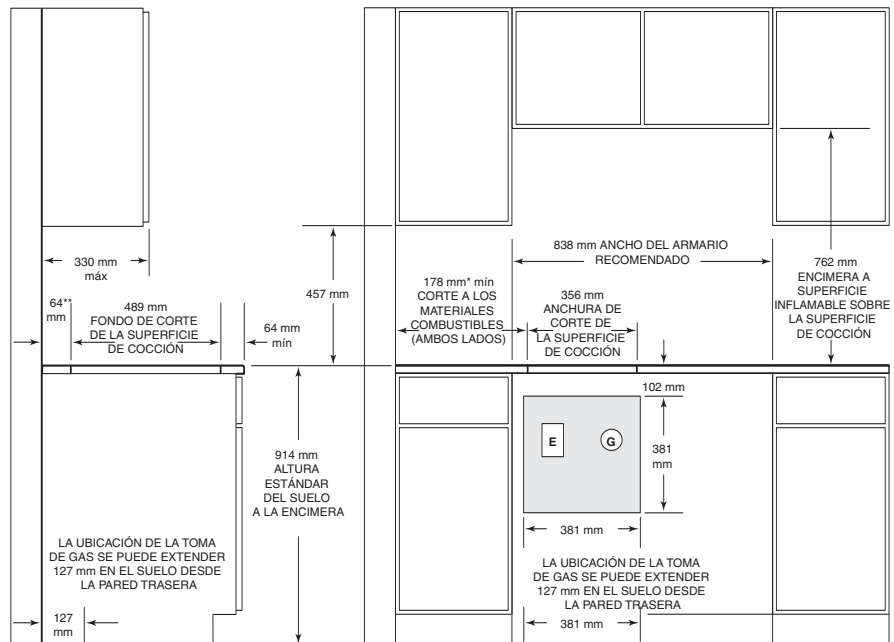 330 mm
máx
64**
mm
489 mm
FONDO DE CORTE
DE LA SUPERFICIE
DE COCCIÓN
64 mm
mín
457 mm
914 mm
ALTURA
ESTÁNDAR
DEL SUELO
A LA ENCIMERA
LA UBICACIÓN DE LA TOMA
DE GAS SE PUEDE EXTENDER
127 mm EN EL SUELO DESDE
LA PARED TRASERA
127
mm
838 mm ANCHO DEL ARMARIO
RECOMENDADO
178 mm* mín
CORTE A LOS
MATERIALES
COMBUSTIBLES
(AMBOS LADOS)
356 mm
ANCHURA DE
CORTE DE
LA SUPERFICIE
DE COCCIÓN
762 mm
ENCIMERA A
SUPERFICIE
INFLAMABLE SOBRE
LA SUPERFICIE
DE COCCIÓN
102 mm
E
G
381
mm
381 mm
LA UBICACIÓN DE LA TOMA
DE GAS SE PUEDE EXTENDER
127 mm EN EL SUELO DESDE
LA PARED TRASERA
381 mm